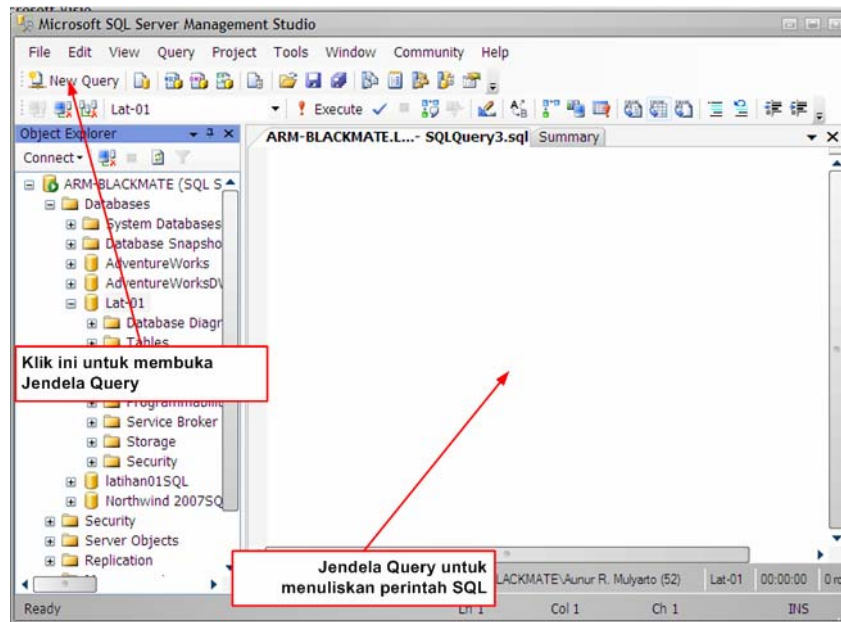 Microsoft SQL Server Management Studio
File Edit View Query Project Tools Window Community Help
New Query
Lat-01 Execute
Object Explorer
ARM-BLACKMATE.L...- SQLQuery3.sql Summary
Connect
ARM-BLACKMATE (SQL S
Databases
System Databases
Database Snapsho
AdventureWorks
AdventureWorksD
Lat-01
Database Diagr
Tables
Klik ini untuk membuka
Jendela Query
Programmabilit
Service Broker
Storage
Security
latihan01SQL
Northwind 2007SQ
Security
Server Objects
Replication
Jendela Query untuk
menuliskan perintah SQL
LACKMATE\Aunur R. Mulyarto (52) Lat-01 00:00:00 0 ro
Ready Ln 1 Col 1 Ch 1 INS